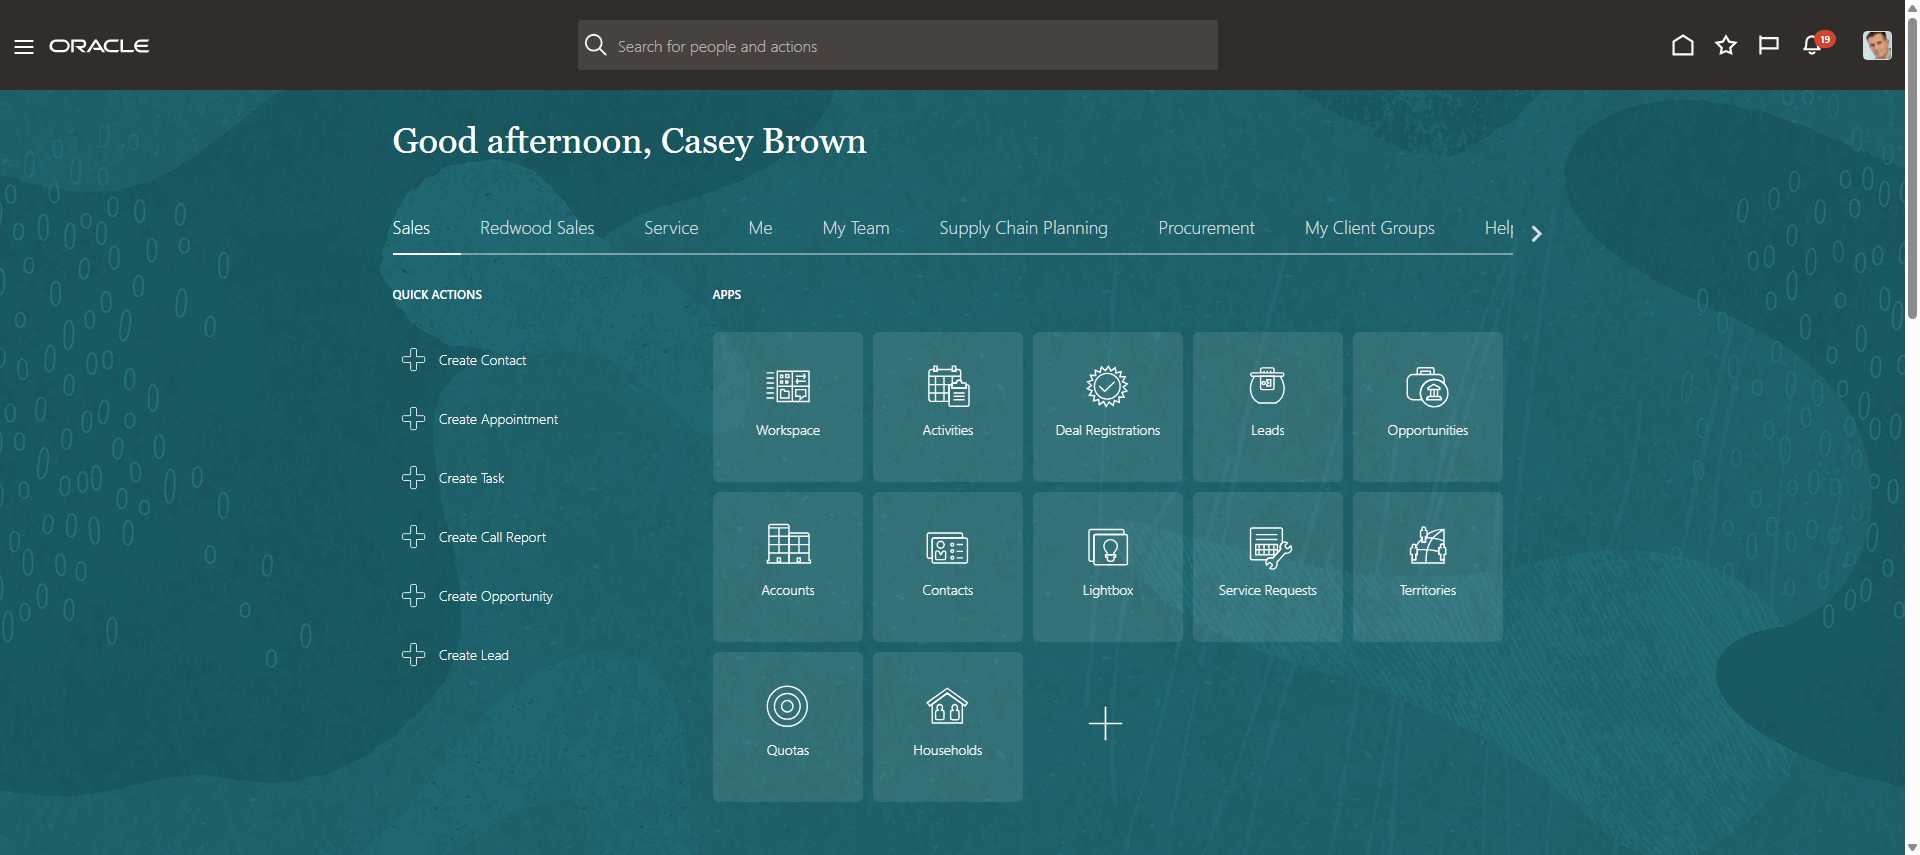 ORACLE
Search for people and actions
19
Good afternoon, Casey Brown
Sales Redwood Sales Service Me My Team Supply Chain Planning Procurement My Client Groups
QUICK ACTIONS
Create Contact
Create Appointment
Create Task
Create Call Report
Create Opportunity
Create Lead
APPS
Workspace Activities Deal Registrations Leads Opportunities
Accounts Contacts Lightbox Service Requests Territories
Quotas Households